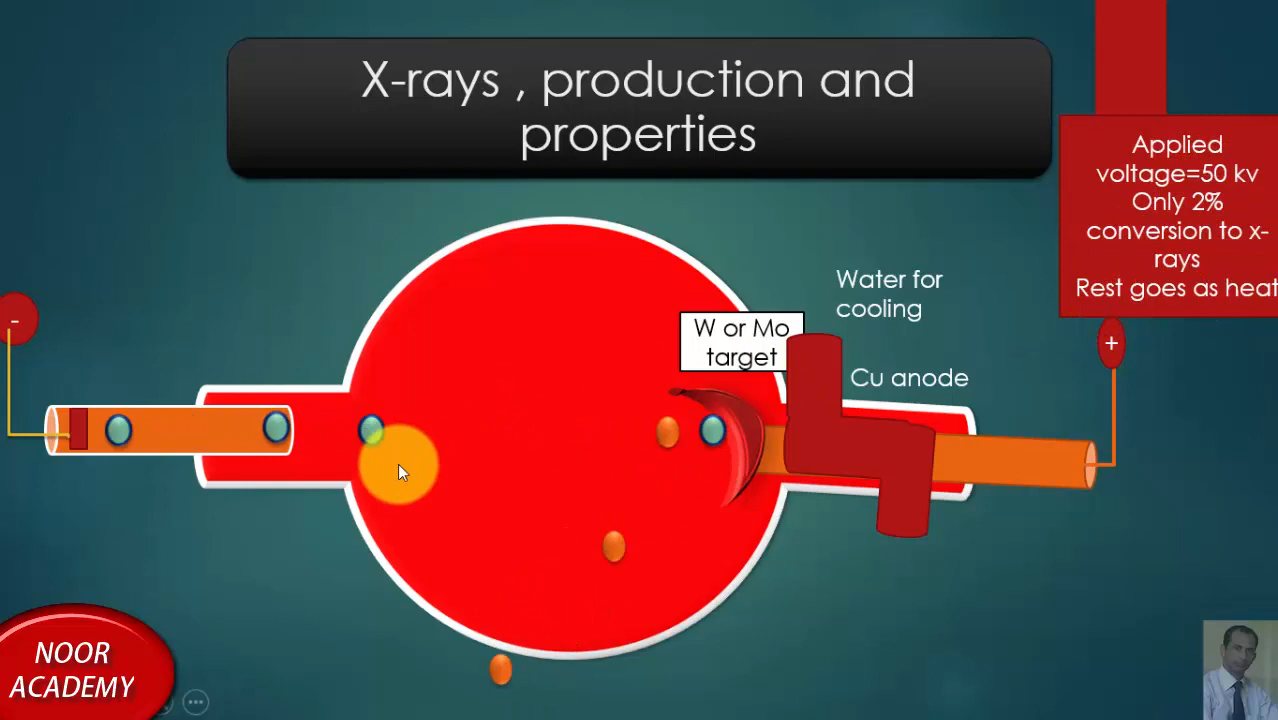 X-rays , production and
properties
Applied
voltage=50 kv
Only 2%
conversion to x-
rays
Rest goes as heat
Water for
cooling
W or Mo
target
Cu anode
-
+
NOOR
ACADEMY